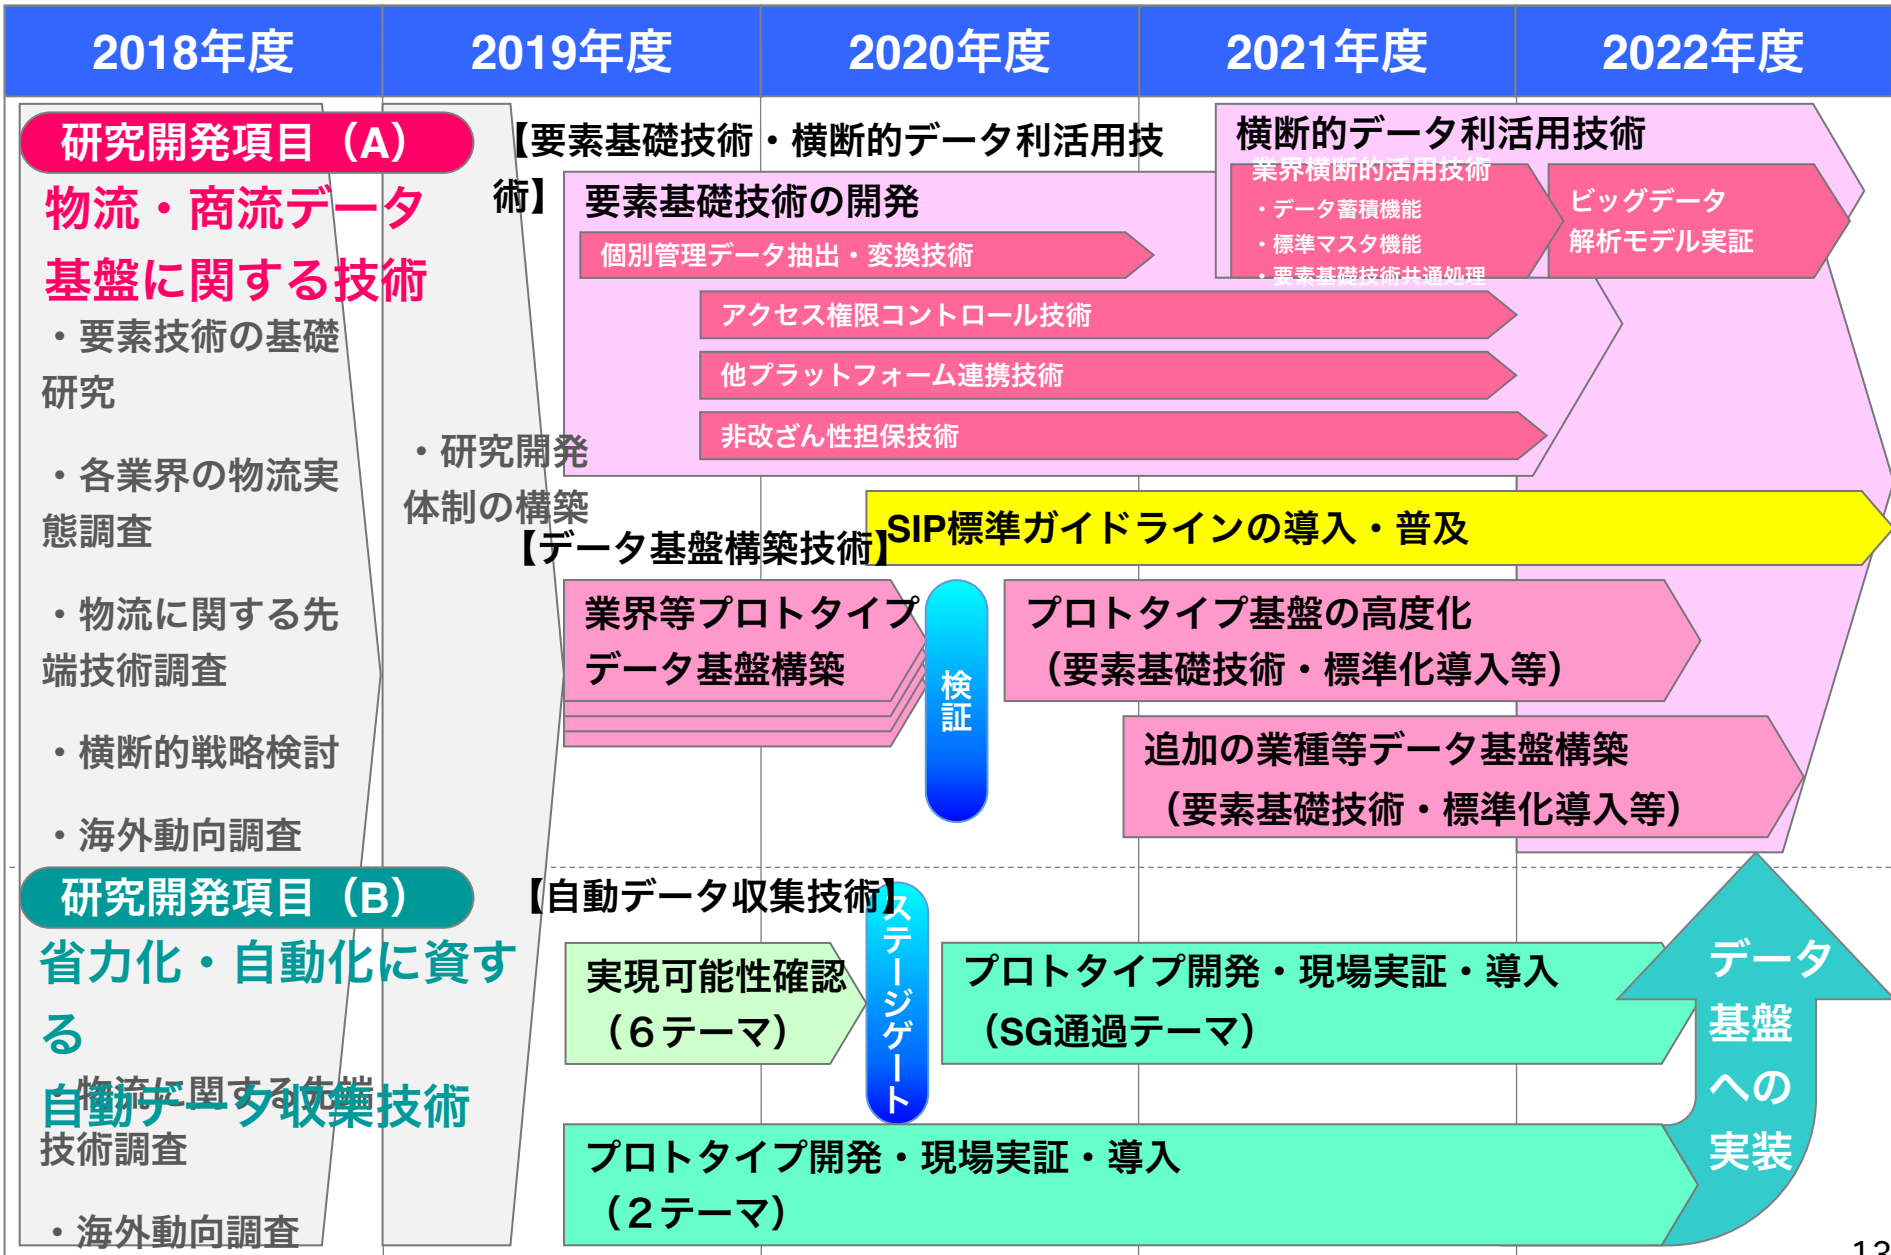 2018年度
2019年度
2020年度
2021年度
2022年度
研究開発項目（A）
物流・商流データ
基盤に関する技術
・要素技術の基礎
研究
・各業界の物流実
態調査
・物流に関する先
端技術調査
・横断的戦略検討
・海外動向調査
・研究開発
体制の構築
【要素基礎技術・横断的データ利活用技
術】
要素基礎技術の開発
個別管理データ抽出・変換技術
アクセス権限コントロール技術
他プラットフォーム連携技術
非改ざん性担保技術
横断的データ利活用技術
業界横断的活用技術
・データ蓄積機能
・標準マスタ機能
・要素基礎技術共通処理
ビッグデータ
解析モデル実証
SIP標準ガイドラインの導入・普及
【データ基盤構築技術】
業界等プロトタイプ
データ基盤構築
検証
プロトタイプ基盤の高度化
（要素基礎技術・標準化導入等）
追加の業種等データ基盤構築
（要素基礎技術・標準化導入等）
研究開発項目（B）
省力化・自動化に資す
る
自動データ収集技術
・物流に関する先端
技術調査
・海外動向調査
【自動データ収集技術】
実現可能性確認
（６テーマ）
ステージゲート
プロトタイプ開発・現場実証・導入
（SG通過テーマ）
プロトタイプ開発・現場実証・導入
（２テーマ）
データ
基盤
への
実装
13